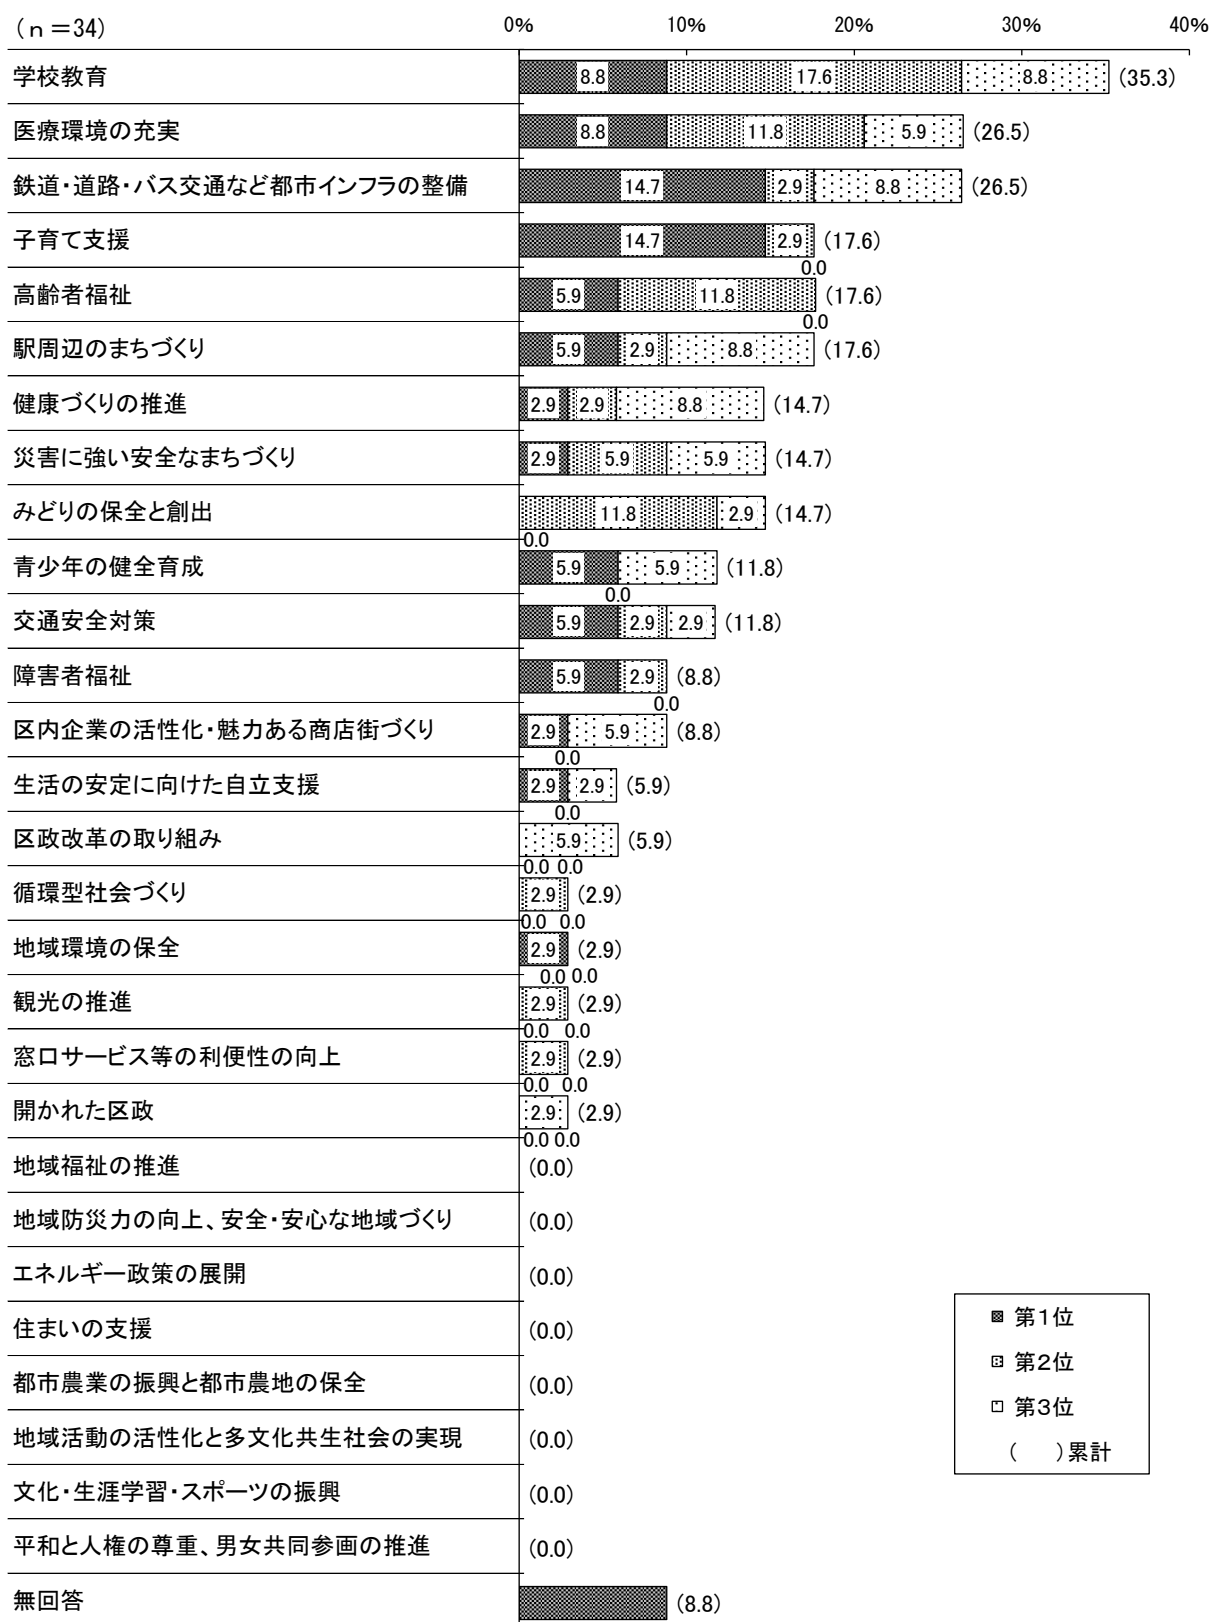 (n=34)
0% 10% 20% 30% 40%
学校教育 8.8 17.6 8.8 (35.3)
医療環境の充実 8.8 11.8 5.9 (26.5)
鉄道・道路・バス交通など都市インフラの整備 14.7 2.9 8.8 (26.5)
子育て支援 14.7 2.9 (17.6)
0.0
高齢者福祉 5.9 11.8 (17.6)
0.0
駅周辺のまちづくり 5.9 2.9 8.8 (17.6)
健康づくりの推進 2.9 2.9 8.8 (14.7)
災害に強い安全なまちづくり 2.9 5.9 5.9 (14.7)
みどりの保全と創出 11.8 2.9 (14.7)
0.0
青少年の健全育成 5.9 5.9 (11.8)
0.0
交通安全対策 5.9 2.9 2.9 (11.8)
障害者福祉 5.9 2.9 (8.8)
0.0
区内企業の活性化・魅力ある商店街づくり 2.9 5.9 (8.8)
0.0
生活の安定に向けた自立支援 2.9 2.9 (5.9)
0.0
区政改革の取り組み 5.9 (5.9)
0.0 0.0
循環型社会づくり 2.9 (2.9)
0.0 0.0
地域環境の保全 2.9 (2.9)
0.0 0.0
観光の推進 2.9 (2.9)
0.0 0.0
窓口サービス等の利便性の向上 2.9 (2.9)
0.0 0.0
開かれた区政 2.9 (2.9)
0.0 0.0
地域福祉の推進 (0.0)
地域防災力の向上、安全・安心な地域づくり (0.0)
エネルギー政策の展開 (0.0)
住まいの支援 (0.0)
都市農業の振興と都市農地の保全 (0.0)
地域活動の活性化と多文化共生社会の実現 (0.0)
文化・生涯学習・スポーツの振興 (0.0)
平和と人権の尊重、男女共同参画の推進 (0.0)
無回答 (8.8)
第1位
第2位
第3位
( )累計